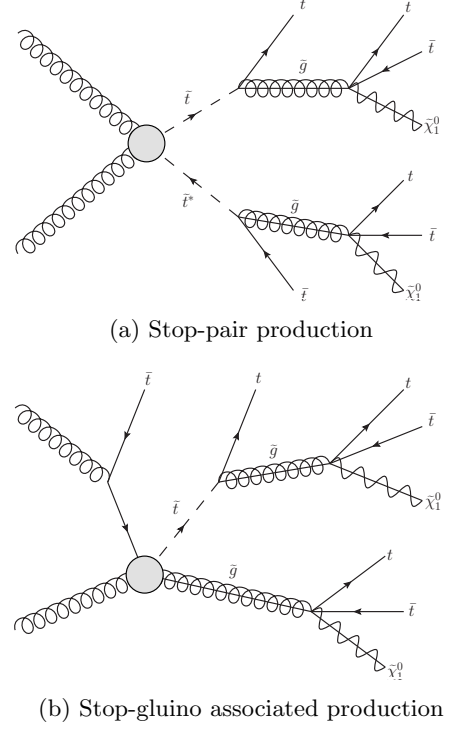 t
t
t̄
t̃
g̃
χ̃₁⁰
t
t̃*
g̃
t̄
t̄
χ̃₁⁰
(a) Stop-pair production
t̄
t
t
t̄
g̃
t̃
χ̃₁⁰
g̃
t
t̄
χ̃₁⁰
(b) Stop-gluino associated production